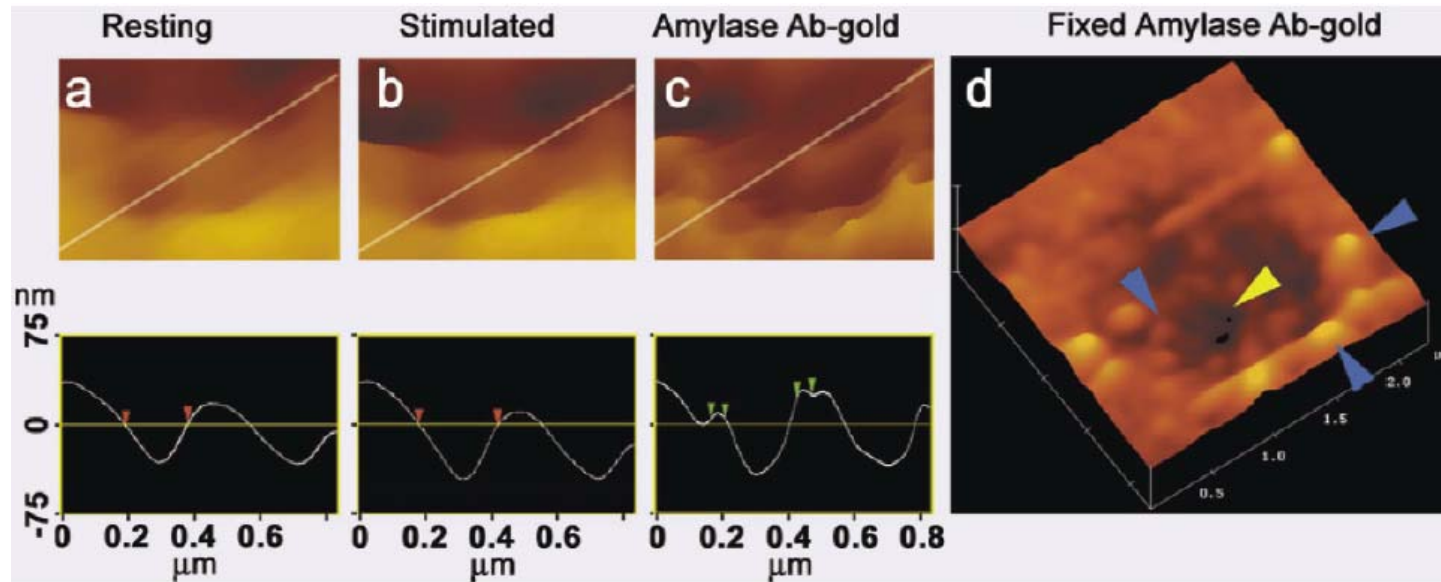 Resting Stimulated Amylase Ab-gold Fixed Amylase Ab-gold
a b c d
nm
75
0
-75
0 0.2 0.4 0.6 0 0.2 0.4 0.6 0 0.2 0.4 0.6 0.8
μm μm μm
0.5 1.0 1.5 2.0 μ